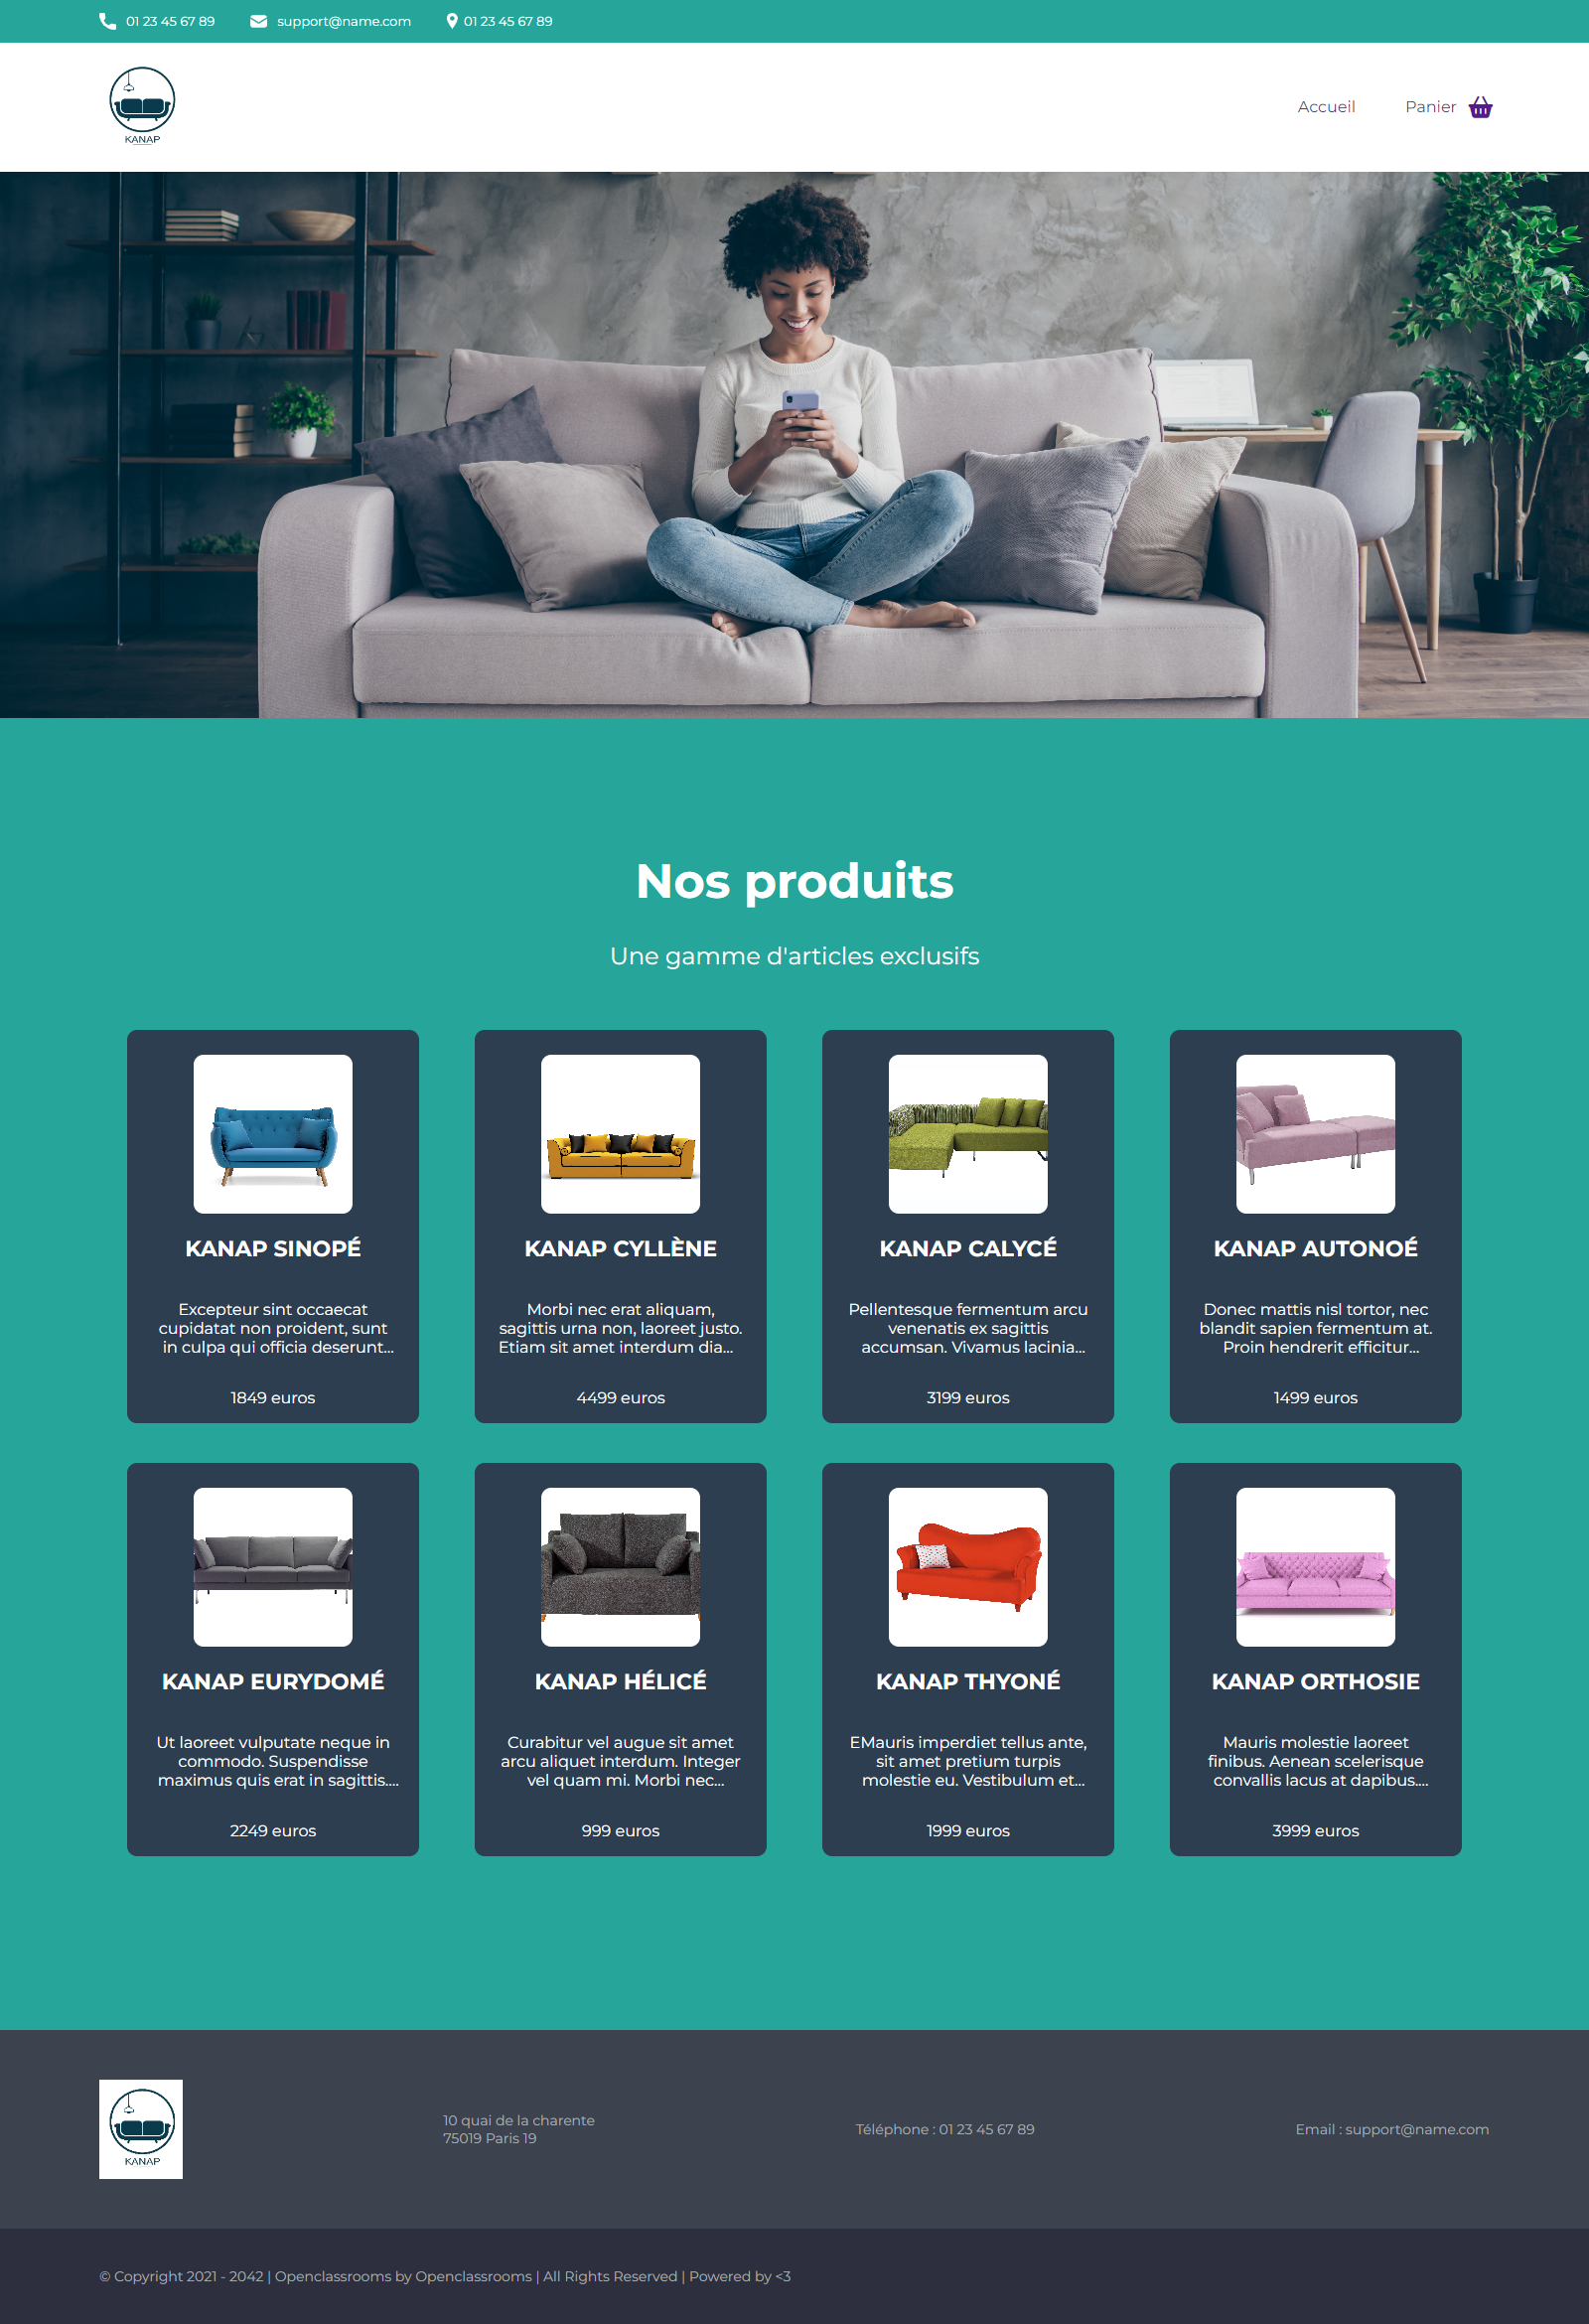 01 23 45 67 89 support@name.com 01 23 45 67 89
KANAP
Accueil Panier
Nos produits
Une gamme d'articles exclusifs
KANAP SINOPÉ
Excepteur sint occaecat
cupidatat non proident, sunt
in culpa qui officia deserunt...
1849 euros
KANAP CYLLÈNE
Morbi nec erat aliquam,
sagittis urna non, laoreet justo.
Etiam sit amet interdum dia...
4499 euros
KANAP CALYCÉ
Pellentesque fermentum arcu
venenatis ex sagittis
accumsan. Vivamus lacinia...
3199 euros
KANAP AUTONOÉ
Donec mattis nisl tortor, nec
blandit sapien fermentum at.
Proin hendrerit efficitur...
1499 euros
KANAP EURYDOMÉ
Ut laoreet vulputate neque in
commodo. Suspendisse
maximus quis erat in sagittis....
2249 euros
KANAP HÉLICÉ
Curabitur vel augue sit amet
arcu aliquet interdum. Integer
vel quam mi. Morbi nec...
999 euros
KANAP THYONÉ
EMauris imperdiet tellus ante,
sit amet pretium turpis
molestie eu. Vestibulum et...
1999 euros
KANAP ORTHOSIE
Mauris molestie laoreet
finibus. Aenean scelerisque
convallis lacus at dapibus....
3999 euros
KANAP
10 quai de la charente
75019 Paris 19
Téléphone : 01 23 45 67 89
Email : support@name.com
© Copyright 2021 - 2042 | Openclassrooms by Openclassrooms | All Rights Reserved | Powered by <3